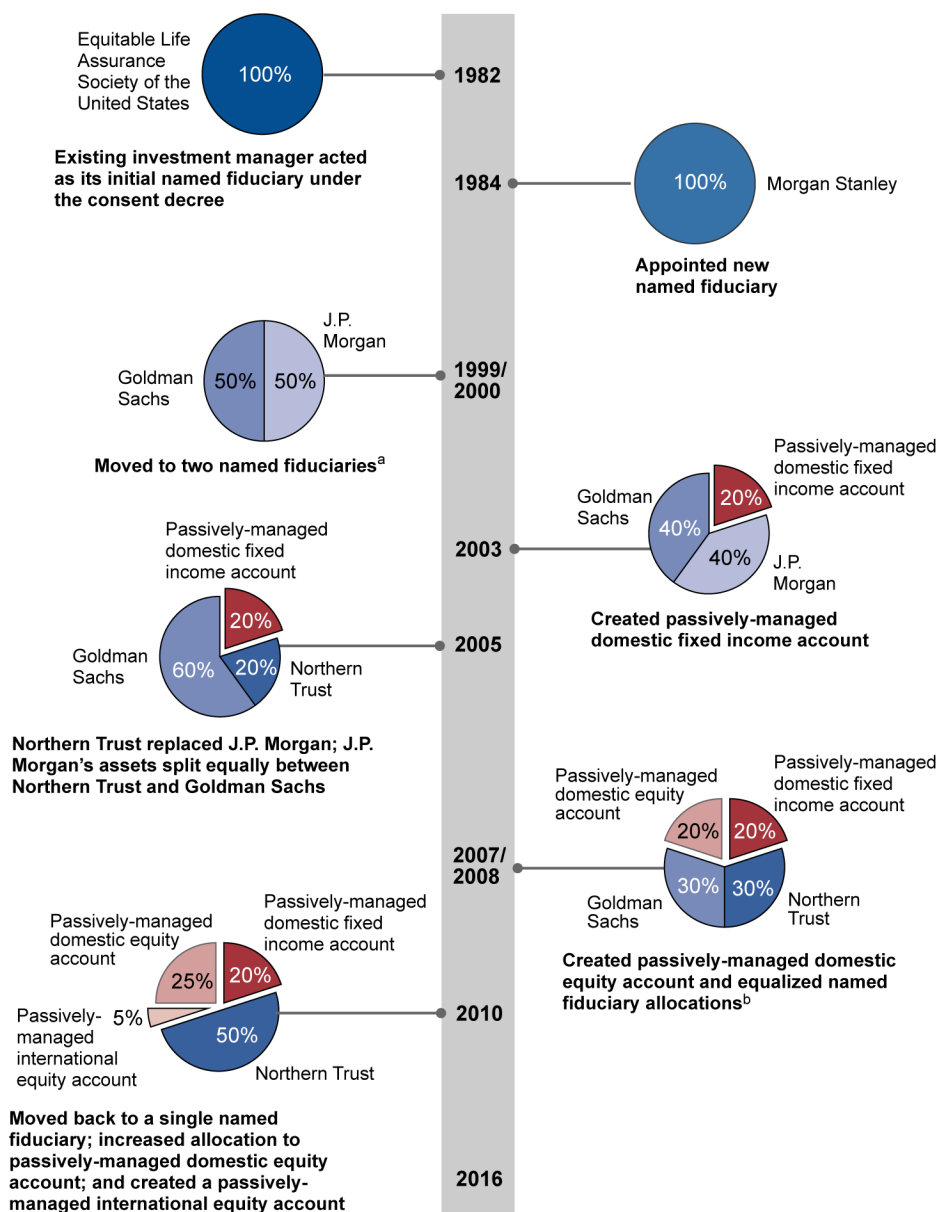 Equitable Life
Assurance
Society of the
United States
100%
1982
Existing investment manager acted
as its initial named fiduciary under
the consent decree
1984
100%
Morgan Stanley
Appointed new
named fiduciary
J.P.
Morgan
Goldman
Sachs
50%
50%
1999/
2000
Moved to two named fiduciariesa
Passively-managed
domestic fixed
income account
Goldman
Sachs
20%
40%
40%
J.P.
Morgan
2003
Created passively-managed
domestic fixed income account
Passively-managed
domestic fixed
income account
20%
Goldman
Sachs
60%
20%
Northern
Trust
2005
Northern Trust replaced J.P. Morgan; J.P.
Morgan’s assets split equally between
Northern Trust and Goldman Sachs
Passively-managed
domestic equity
account
Passively-managed
domestic fixed
income account
20%
20%
30%
30%
Goldman
Sachs
Northern
Trust
2007/
2008
Created passively-managed domestic
equity account and equalized named
fiduciary allocationsb
Passively-managed
domestic equity
account
Passively-managed
domestic fixed
income account
25%
20%
5%
50%
Passively-
managed
international
equity account
Northern Trust
2010
Moved back to a single named
fiduciary; increased allocation to
passively-managed domestic equity
account; and created a passively-
managed international equity account
2016